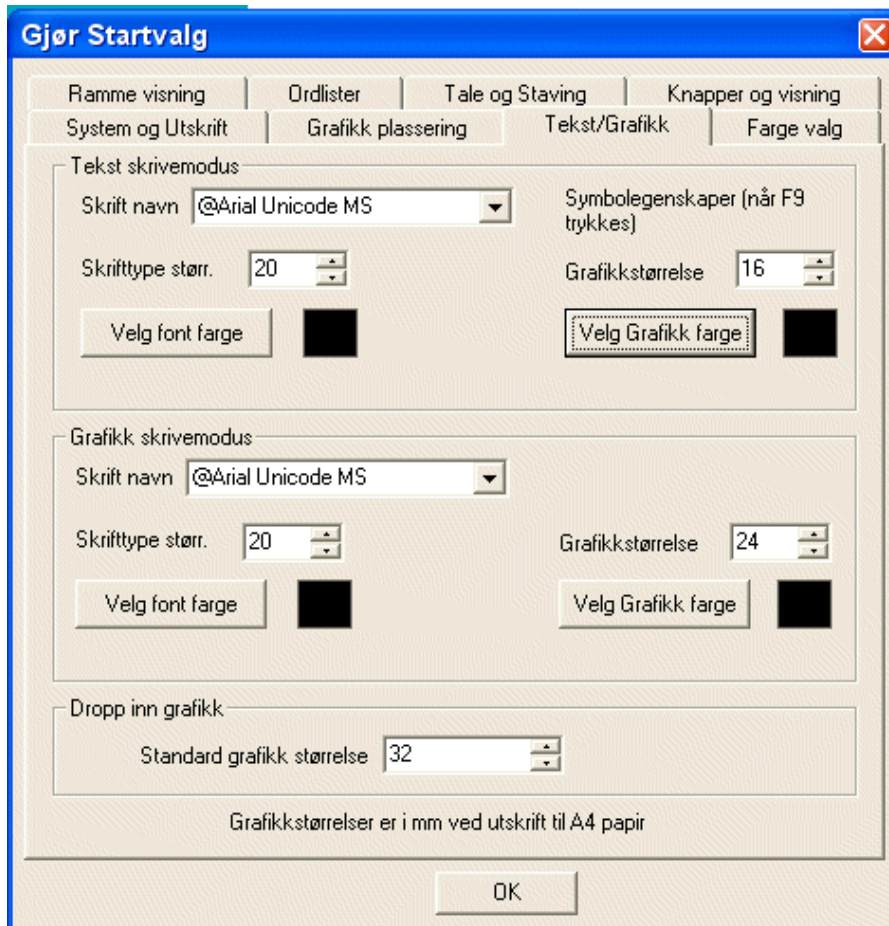 Gjør Startvalg
Ramme visning Ordlister Tale og Staving Knapper og visning
System og Utskrift Grafikk plassering Tekst/Grafikk Farge valg
Tekst skrivemodus
Skrift navn @Arial Unicode MS Symbolegenskaper (når F9
trykkes)
Skrifttype størr. 20 Grafikkstørrelse 16
Velg font farge Velg Grafikk farge
Grafikk skrivemodus
Skrift navn @Arial Unicode MS
Skrifttype størr. 20 Grafikkstørrelse 24
Velg font farge Velg Grafikk farge
Dropp inn grafikk
Standard grafikk størrelse 32
Grafikkstørrelser er i mm ved utskrift til A4 papir
OK